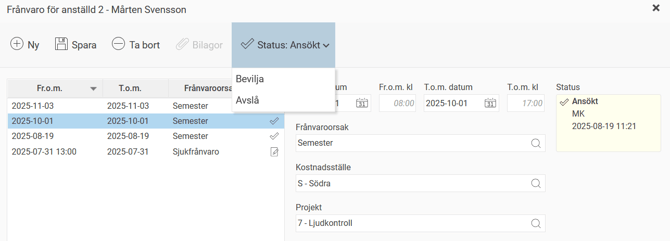 Frånvaro för anställd 2 - Mårten Svensson
Ny Spara Ta bort Bilagor Status: Ansökt
Bevilja
Avslå
Fr.o.m. T.o.m. Frånvaroorsak
2025-11-03 2025-11-03 Semester
2025-10-01 2025-10-01 Semester
2025-08-19 2025-08-19 Semester
2025-07-31 13:00 2025-07-31 Sjukfrånvaro
um Fr.o.m. kl T.o.m. datum T.o.m. kl
1 08:00 2025-10-01 17:00
Frånvaroorsak
Semester
Kostnadsställe
S - Södra
Projekt
7 - Ljudkontroll
Status
Ansökt
MK
2025-08-19 11:21